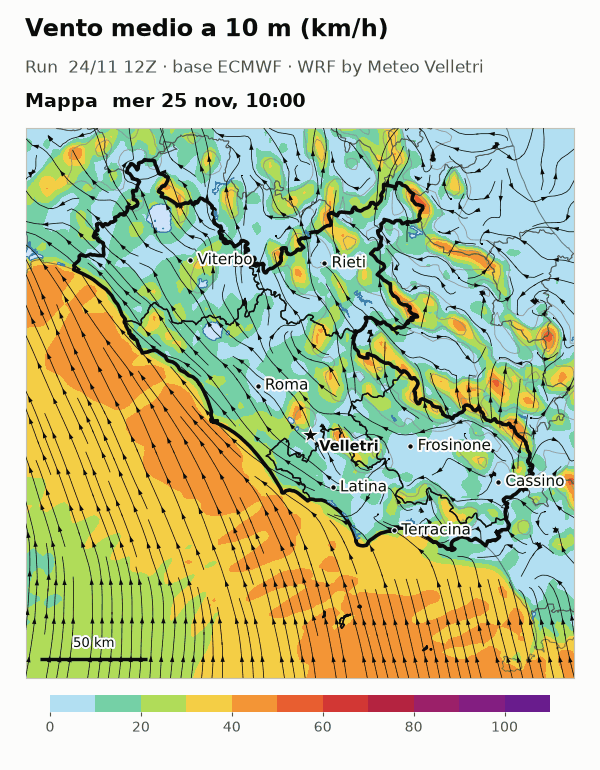 Vento medio a 10 m (km/h)
Run  24/11 12Z · base ECMWF · WRF by Meteo Velletri
Mappa  mer 25 nov, 10:00
Viterbo
Rieti
Roma
Velletri
Frosinone
Latina
Cassino
Terracina
50 km
0 20 40 60 80 100